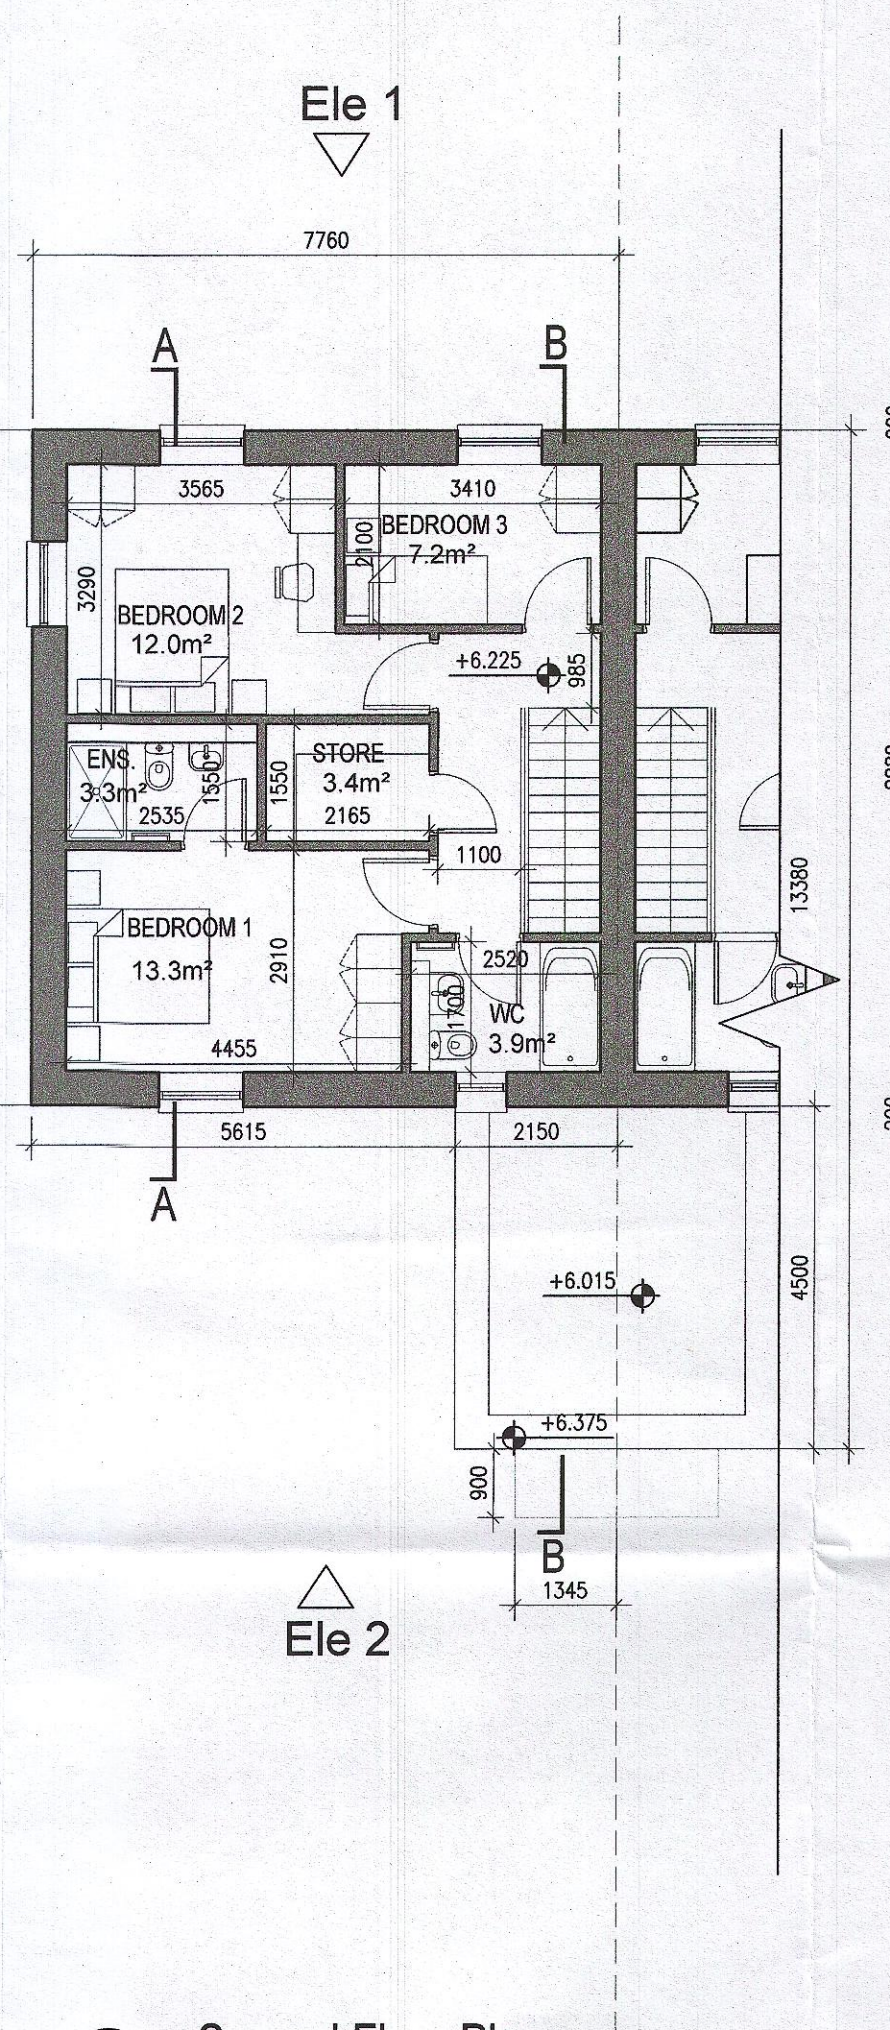 Ele 1
7760
A
B
3565
3410
BEDROOM 3
7.2m²
2100
3290
BEDROOM 2
12.0m²
+6.225
985
ENS.
3.3m²
1550
2535
1550
STORE
3.4m²
2165
1100
13380
BEDROOM 1
13.3m²
2910
2520
1700
WC
3.9m²
4455
5615
2150
A
+6.015
4500
+6.375
900
B
1345
Ele 2